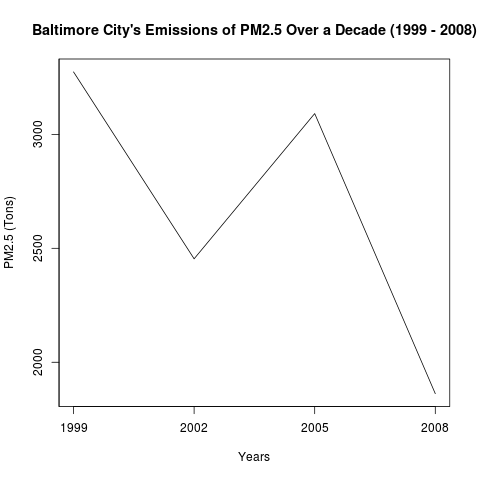 Baltimore City's Emissions of PM2.5 Over a Decade (1999 - 2008)
PM2.5 (Tons)
3000
2500
2000
1999 2002 2005 2008
Years